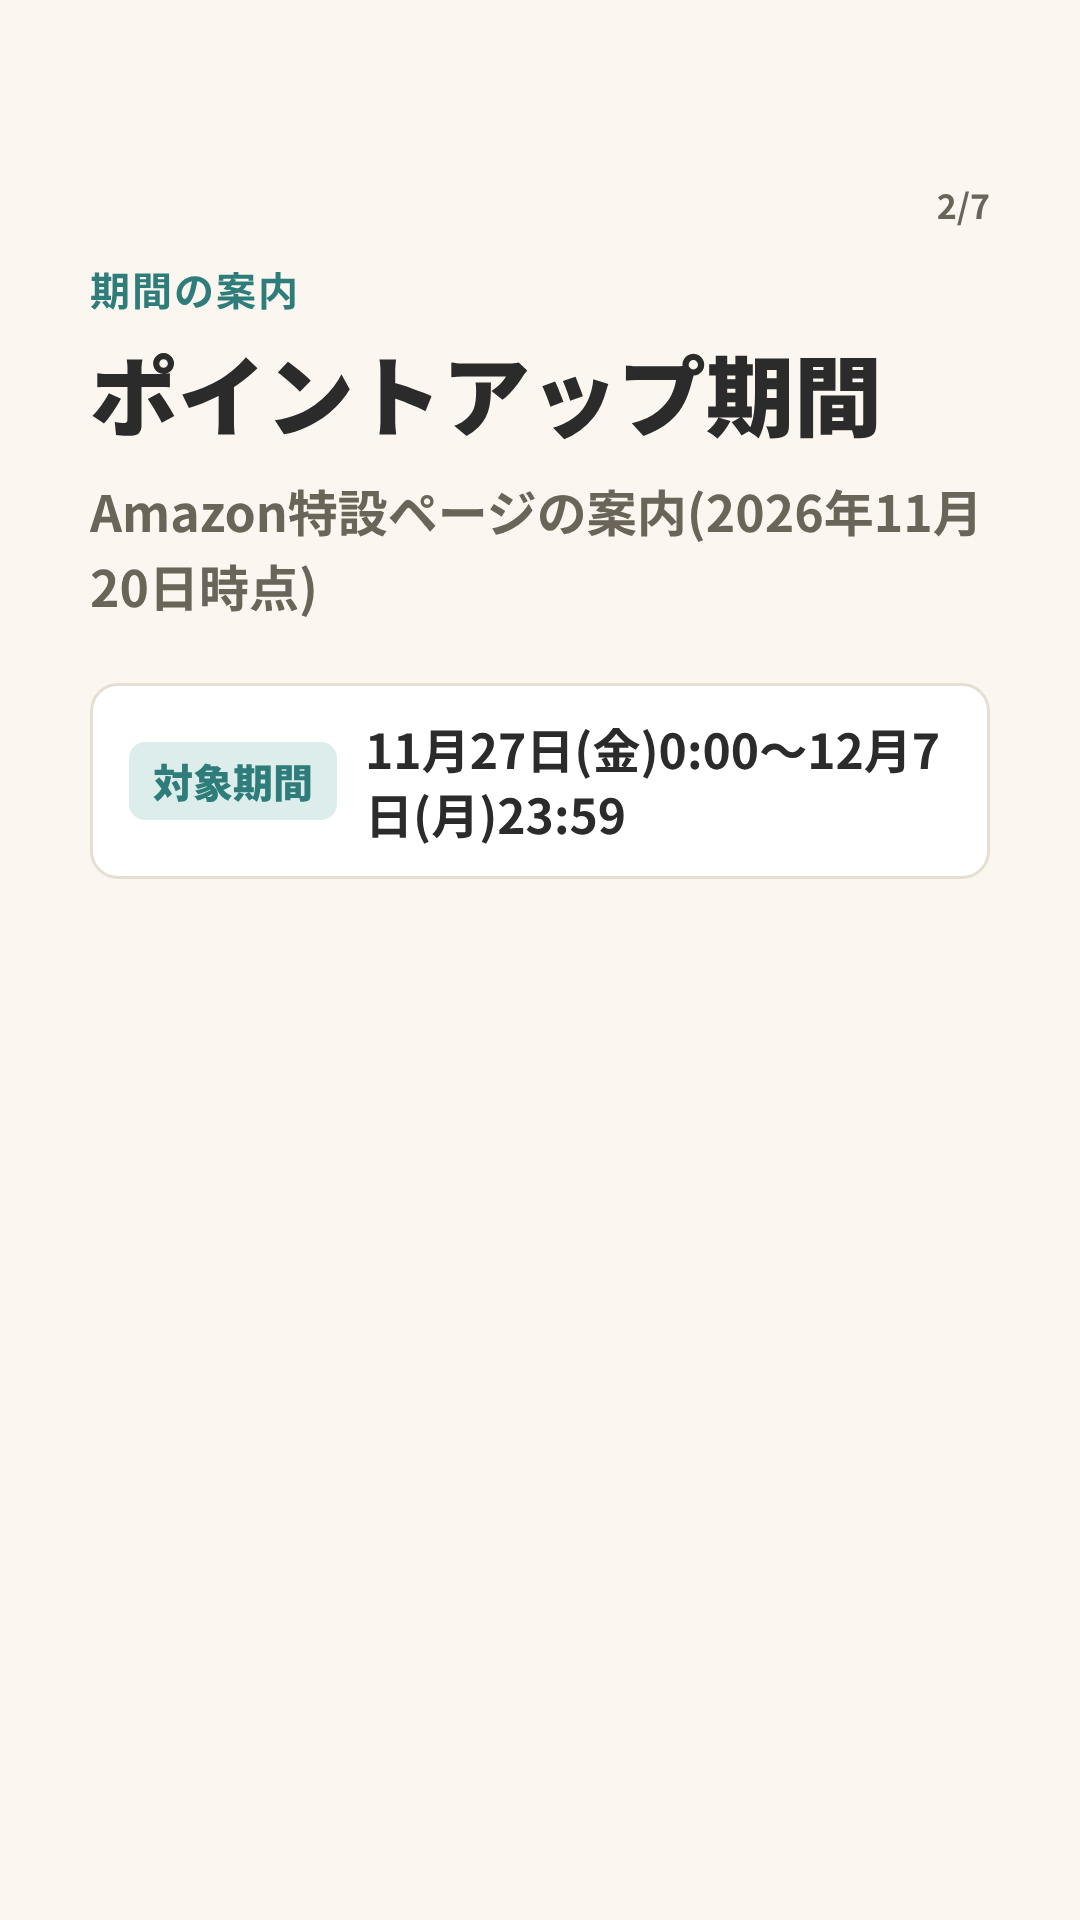 2/7
期間の案内
ポイントアップ期間
Amazon特設ページの案内(2026年11月
20日時点)
対象期間
11月27日(金)0:00〜12月7
日(月)23:59